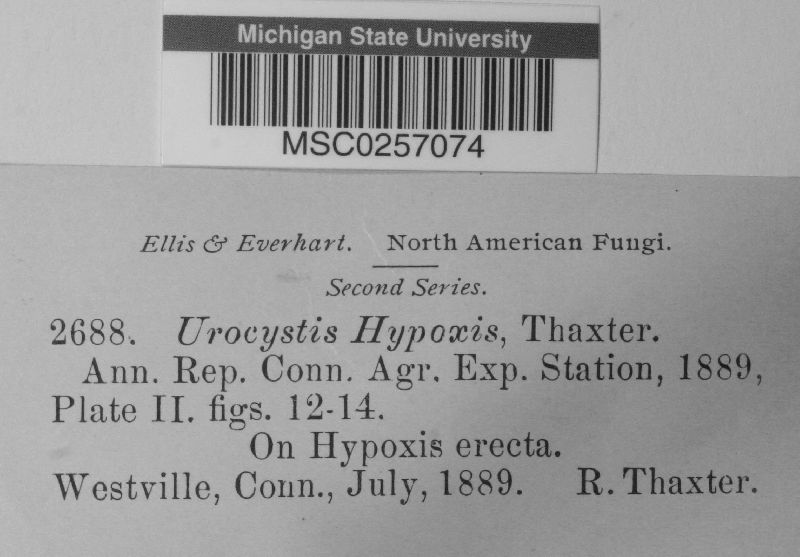 Michigan State University
MSC0257074
Ellis & Everhart. North American Fungi.
Second Series.
2688. Urocystis Hypoxis, Thaxter.
Ann. Rep. Conn. Agr. Exp. Station, 1889,
Plate II. figs. 12-14.
On Hypoxis erecta.
Westville, Conn., July, 1889. R. Thaxter.